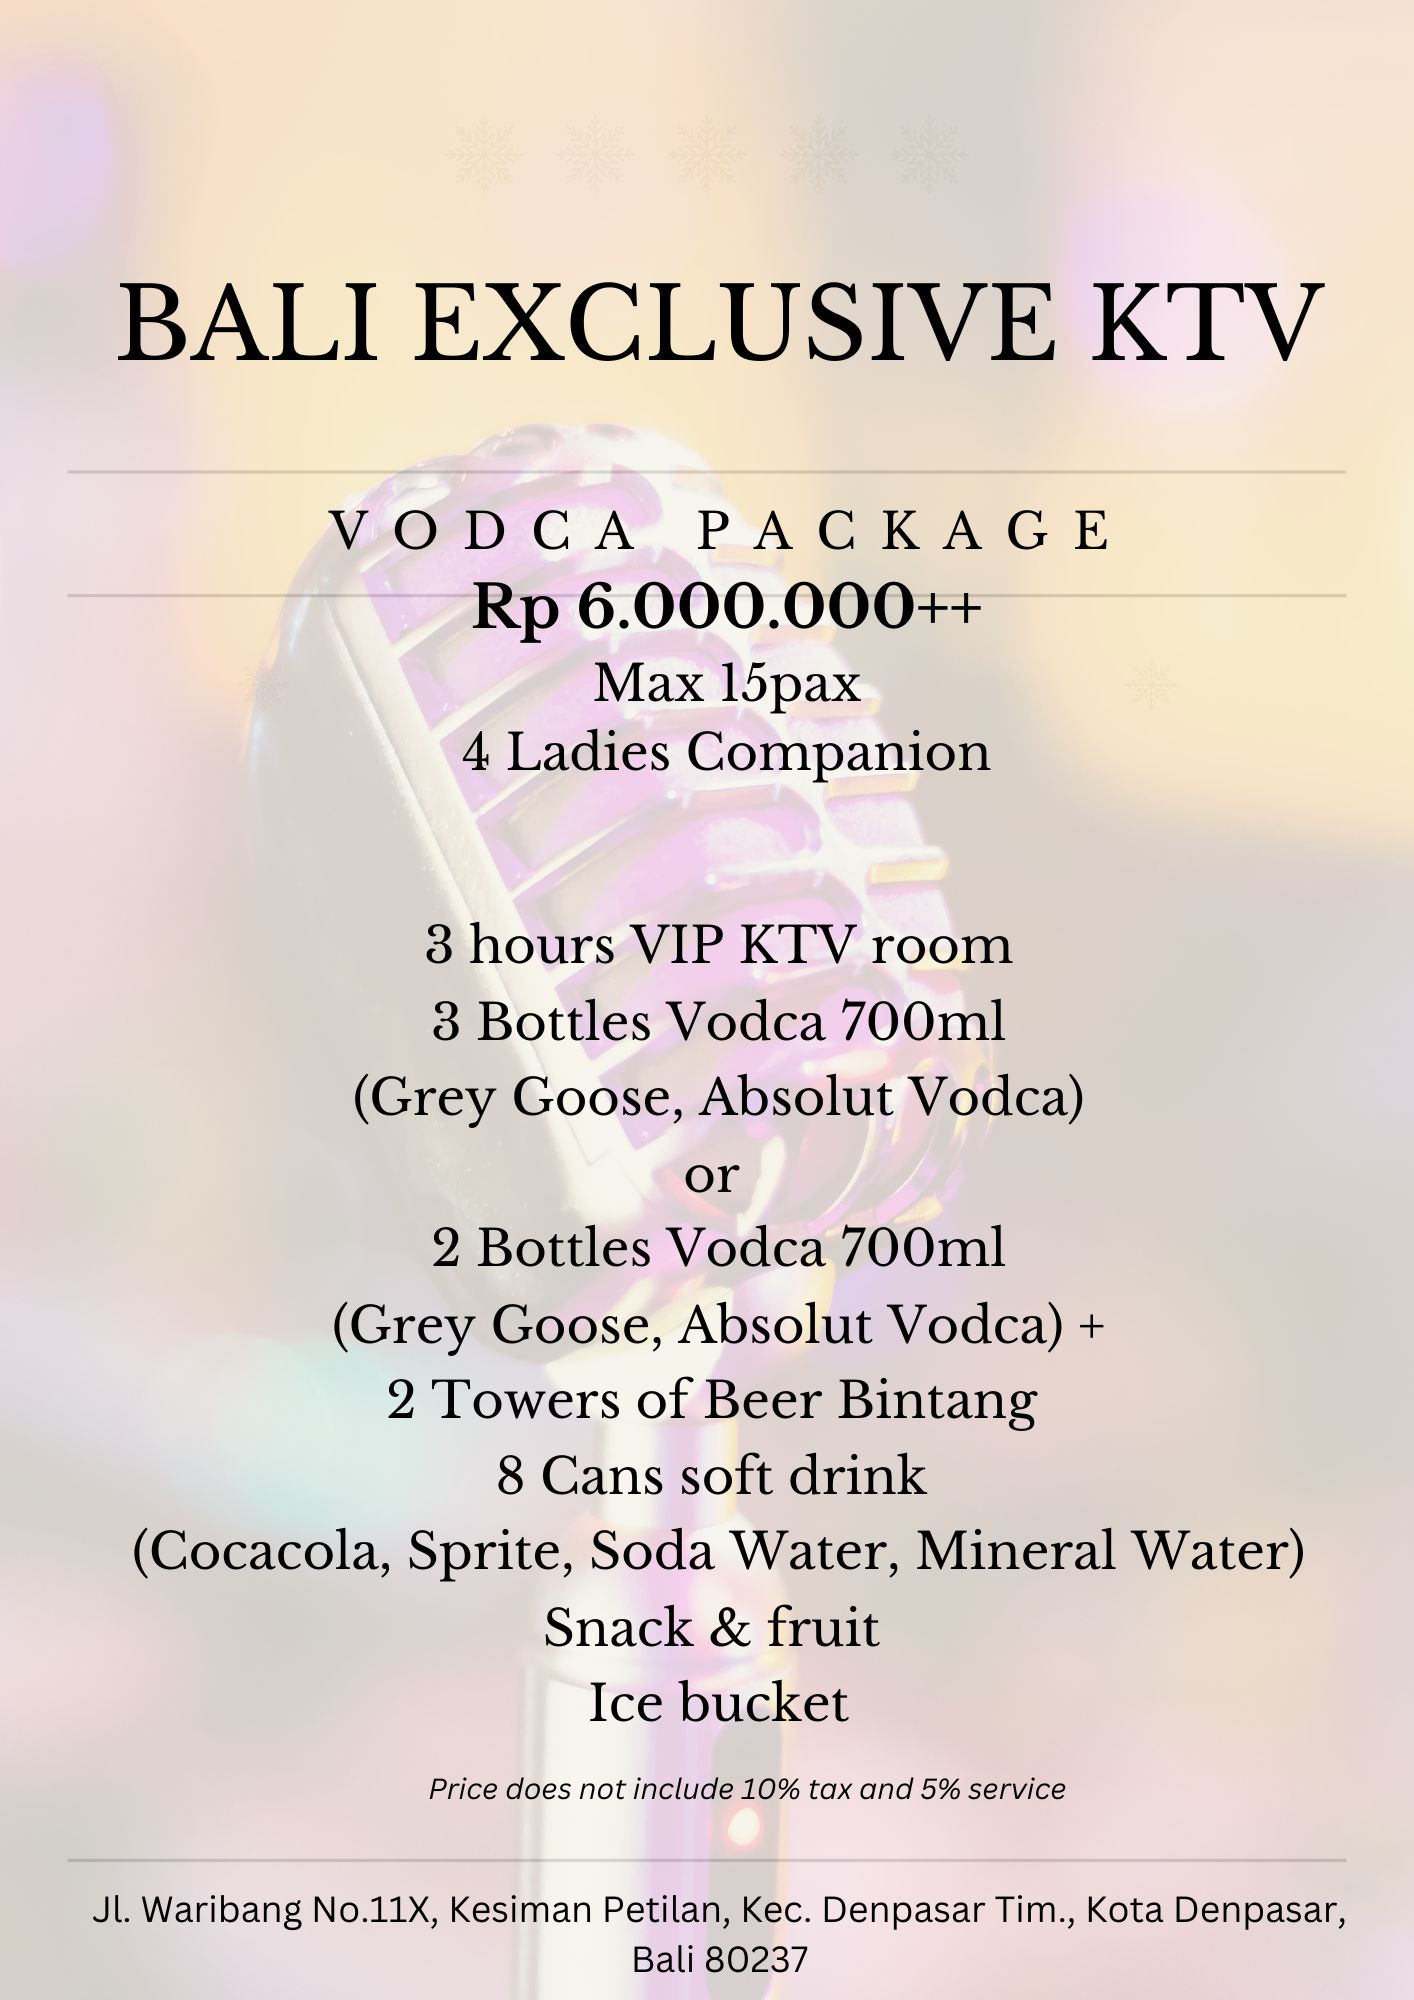 BALI EXCLUSIVE KTV
VODCA PACKAGE
Rp 6.000.000++
Max 15pax
4 Ladies Companion
3 hours VIP KTV room
3 Bottles Vodca 700ml
(Grey Goose, Absolut Vodca)
or
2 Bottles Vodca 700ml
(Grey Goose, Absolut Vodca) +
2 Towers of Beer Bintang
8 Cans soft drink
(Cocacola, Sprite, Soda Water, Mineral Water)
Snack & fruit
Ice bucket
Price does not include 10% tax and 5% service
Jl. Waribang No.11X, Kesiman Petilan, Kec. Denpasar Tim., Kota Denpasar,
Bali 80237